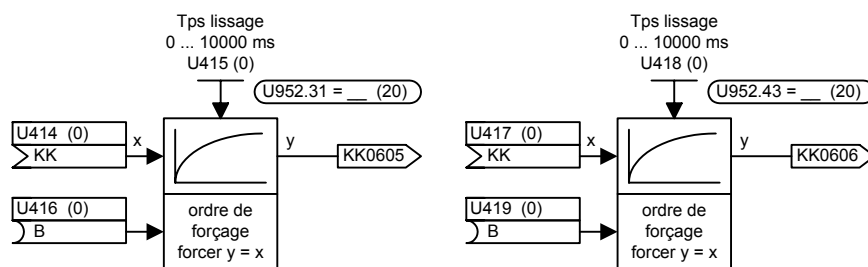 Tps lissage
0 ... 10000 ms
U415 (0)
U952.31 = __ (20)
U414 (0)
KK
x
y
KK0605
U416 (0)
B
ordre de
forçage
forcer y = x
Tps lissage
0 ... 10000 ms
U418 (0)
U952.43 = __ (20)
U417 (0)
KK
x
y
KK0606
U419 (0)
B
ordre de
forçage
forcer y = x